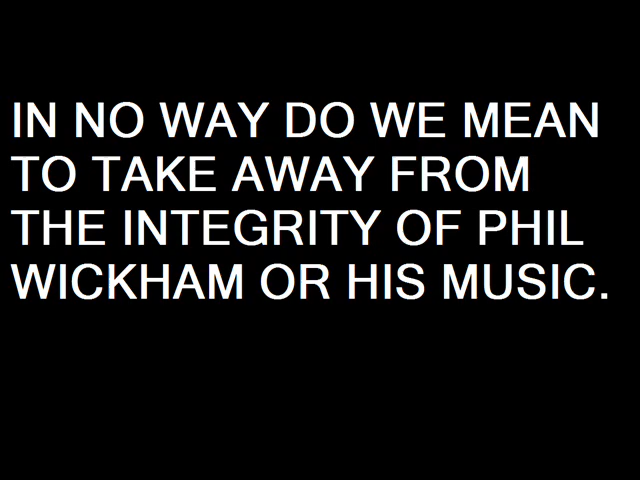 IN NO WAY DO WE MEAN
TO TAKE AWAY FROM
THE INTEGRITY OF PHIL
WICKHAM OR HIS MUSIC.